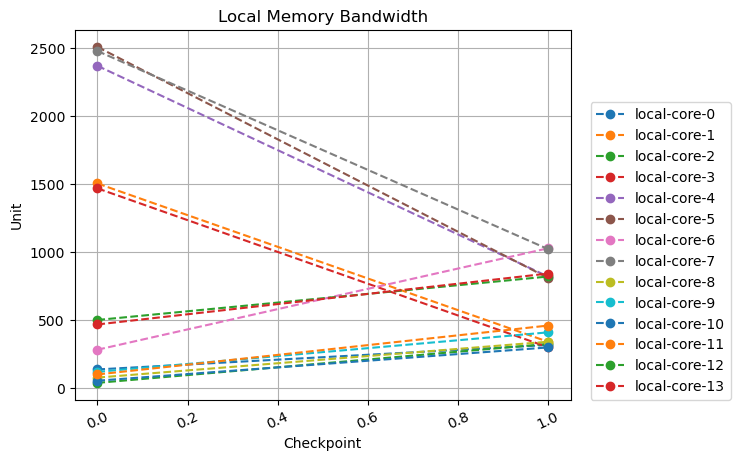 Local Memory Bandwidth
Unit
2500
2000
1500
1000
500
0
0.0
0.2
0.4
0.6
0.8
1.0
Checkpoint
local-core-0
local-core-1
local-core-2
local-core-3
local-core-4
local-core-5
local-core-6
local-core-7
local-core-8
local-core-9
local-core-10
local-core-11
local-core-12
local-core-13